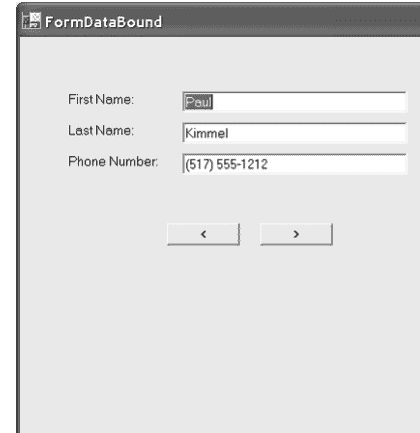 FormDataBound
First Name: Paul
Last Name: Kimmel
Phone Number: (517) 555-1212
< >